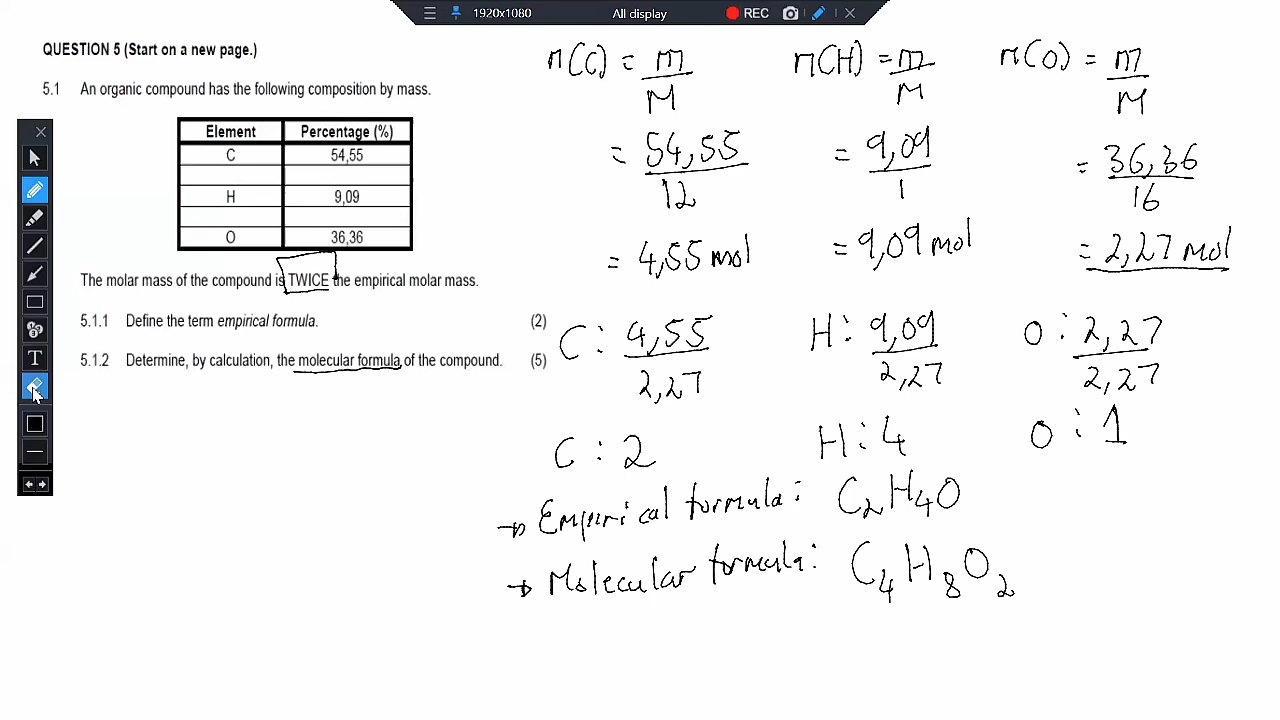 1920x1080 All display REC
QUESTION 5 (Start on a new page.)
5.1 An organic compound has the following composition by mass.
Element Percentage (%)
C 54,55
H 9,09
O 36,36
The molar mass of the compound is TWICE the empirical molar mass.
5.1.1 Define the term empirical formula. (2)
5.1.2 Determine, by calculation, the molecular formula of the compound. (5)
T
n(C) = m/M n(H) = m/M n(O) = m/M
= 54,55/12 = 9,09/1 = 36,36/16
= 4,55 mol = 9,09 mol = 2,27 mol
C : 4,55/2,27 H : 9,09/2,27 O : 2,27/2,27
C : 2 H : 4 O : 1
→ Empirical formula : C₂H₄O
→ Molecular formula : C₄H₈O₂